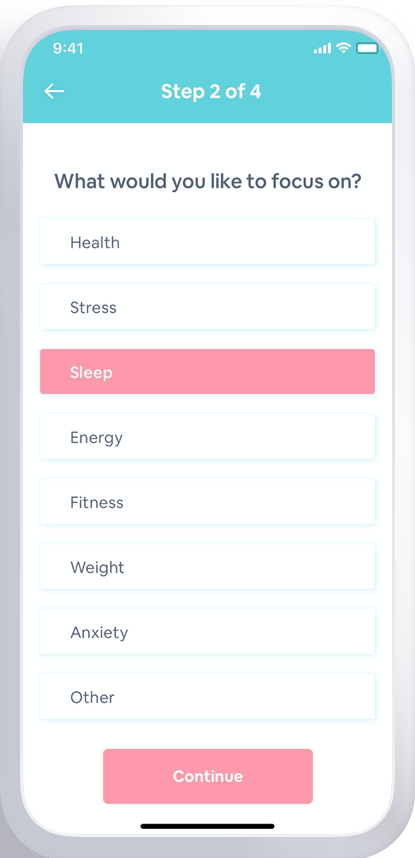 9:41
Step 2 of 4
What would you like to focus on?
Health
Stress
Sleep
Energy
Fitness
Weight
Anxiety
Other
Continue